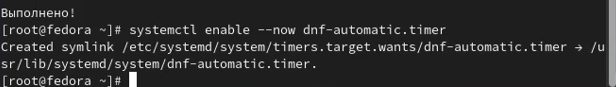 Выполнено!
[root@fedora ~]# systemctl enable --now dnf-automatic.timer
Created symlink /etc/systemd/system/timers.target.wants/dnf-automatic.timer → /u
sr/lib/systemd/system/dnf-automatic.timer.
[root@fedora ~]#